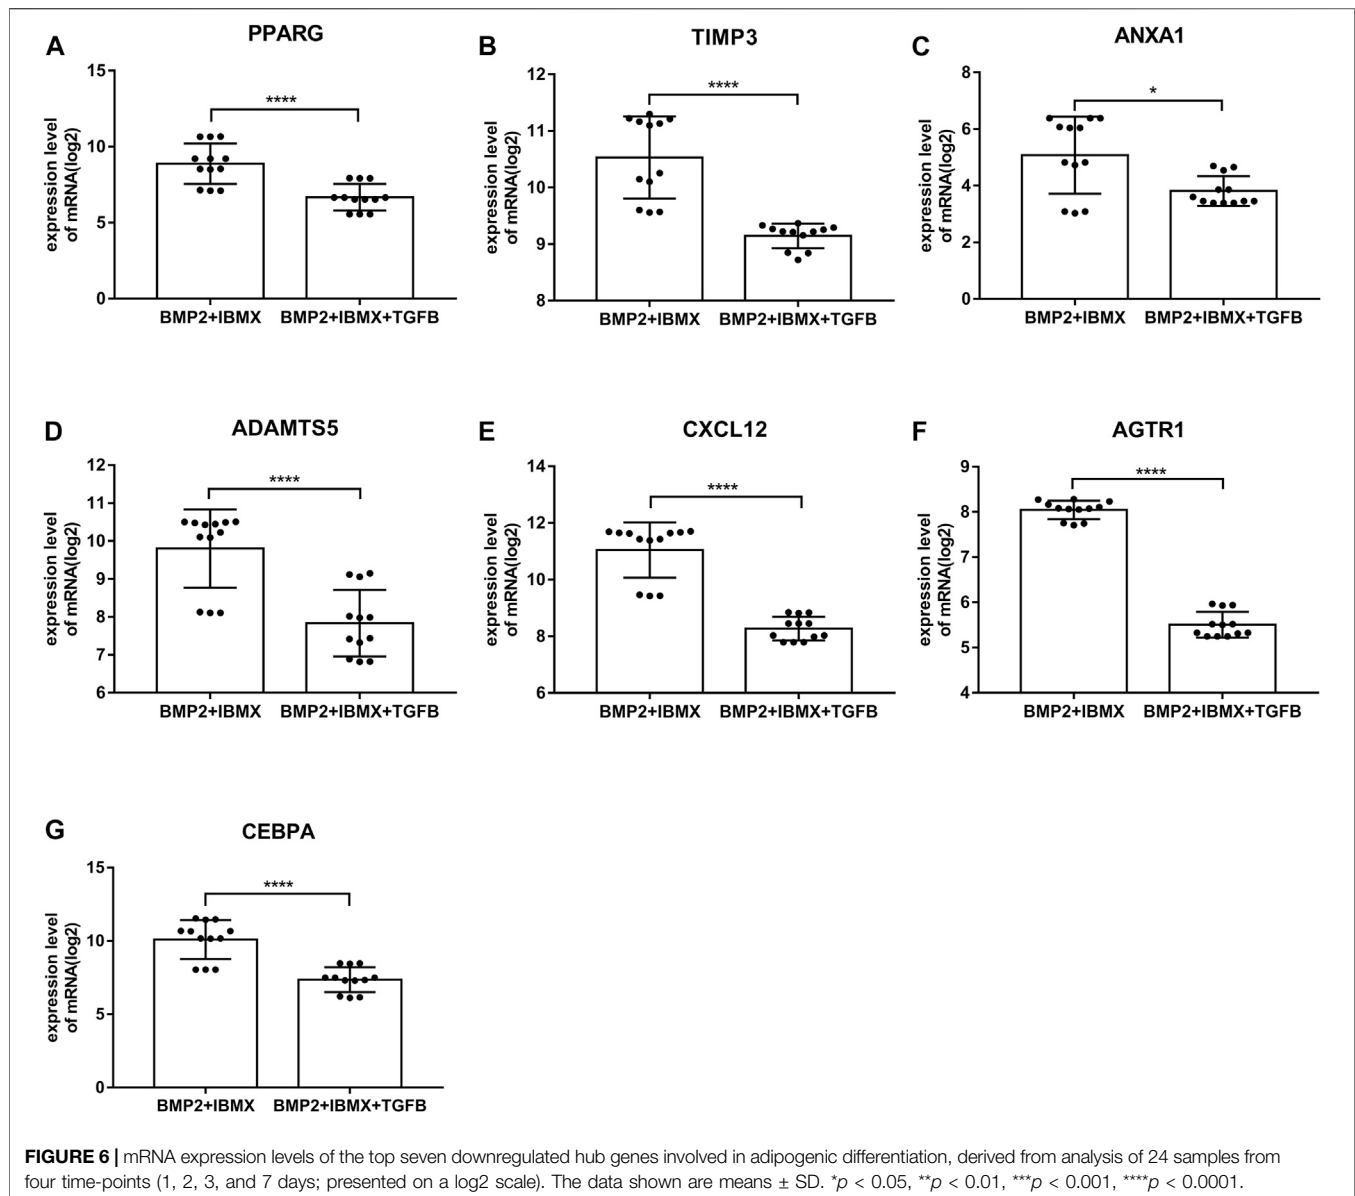 A
PPARG
15
10
5
0
expression level
of mRNA(log2)
****
BMP2+IBMX
BMP2+IBMX+TGFB
B
TIMP3
12
11
10
9
8
expression level
of mRNA(log2)
****
BMP2+IBMX
BMP2+IBMX+TGFB
C
ANXA1
8
6
4
2
0
expression level
of mRNA(log2)
*
BMP2+IBMX
BMP2+IBMX+TGFB
D
ADAMTS5
12
11
10
9
8
7
6
expression level
of mRNA(log2)
****
BMP2+IBMX
BMP2+IBMX+TGFB
E
CXCL12
14
12
10
8
6
expression level
of mRNA(log2)
****
BMP2+IBMX
BMP2+IBMX+TGFB
F
AGTR1
9
8
7
6
5
4
expression level
of mRNA(log2)
****
BMP2+IBMX
BMP2+IBMX+TGFB
G
CEBPA
15
10
5
0
expression level
of mRNA(log2)
****
BMP2+IBMX
BMP2+IBMX+TGFB
FIGURE 6 | mRNA expression levels of the top seven downregulated hub genes involved in adipogenic differentiation, derived from analysis of 24 samples from
four time-points (1, 2, 3, and 7 days; presented on a log2 scale). The data shown are means ± SD. *p < 0.05, **p < 0.01, ***p < 0.001, ****p < 0.0001.